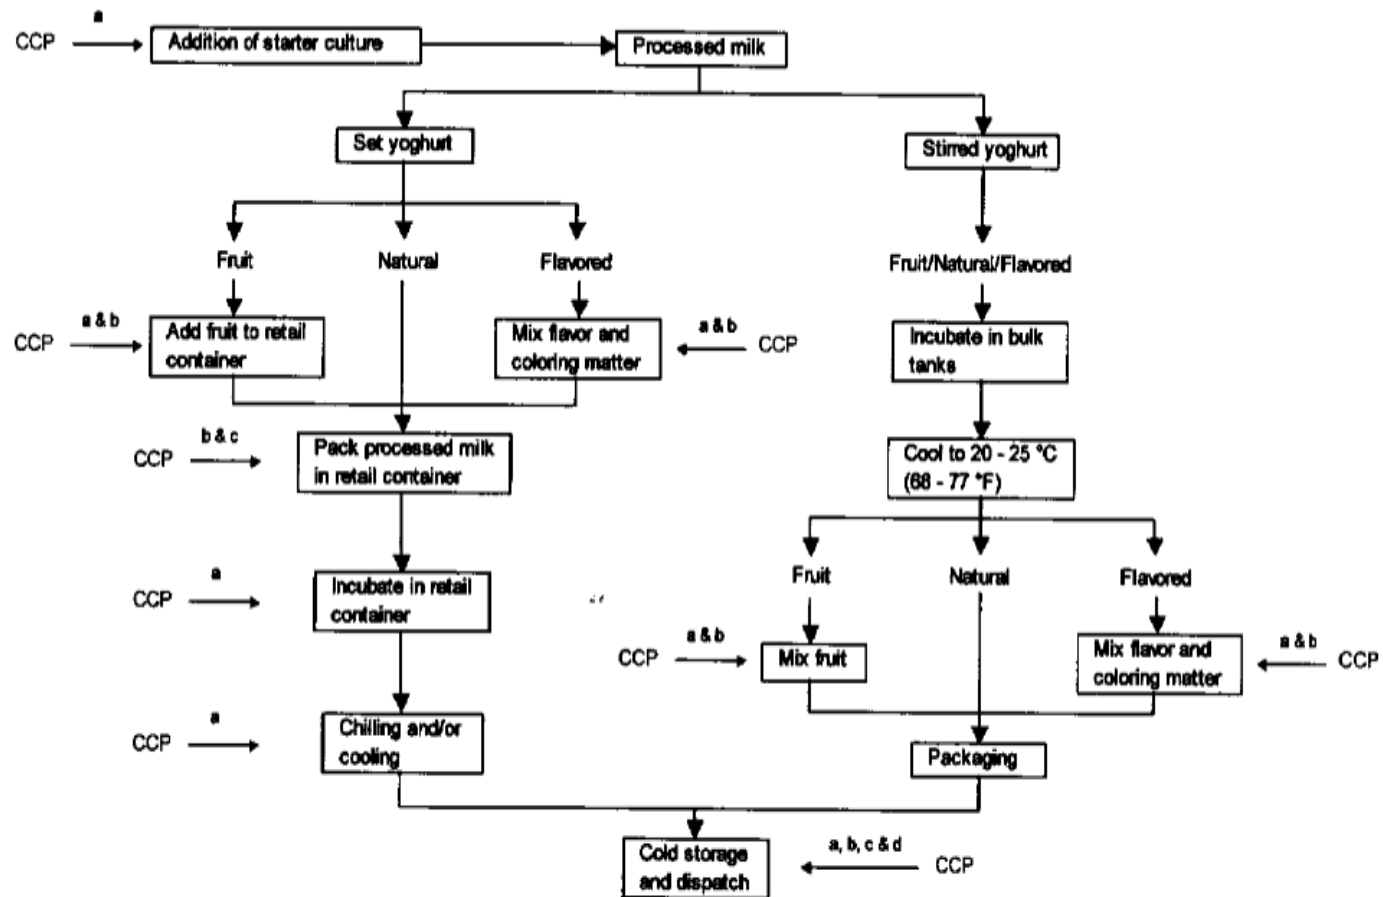 a
CCP
Addition of starter culture
Processed milk
Set yoghurt
Stirred yoghurt
Fruit
Natural
Flavored
Fruit/Natural/Flavored
a & b
CCP
Add fruit to retail
container
Mix flavor and
coloring matter
a & b
CCP
Incubate in bulk
tanks
b & c
CCP
Pack processed milk
in retail container
Cool to 20 - 25 °C
(68 - 77 °F)
a
CCP
Incubate in retail
container
Fruit
Natural
Flavored
a & b
CCP
Mix fruit
Mix flavor and
coloring matter
a & b
CCP
a
CCP
Chilling and/or
cooling
Packaging
Cold storage
and dispatch
a, b, c & d
CCP